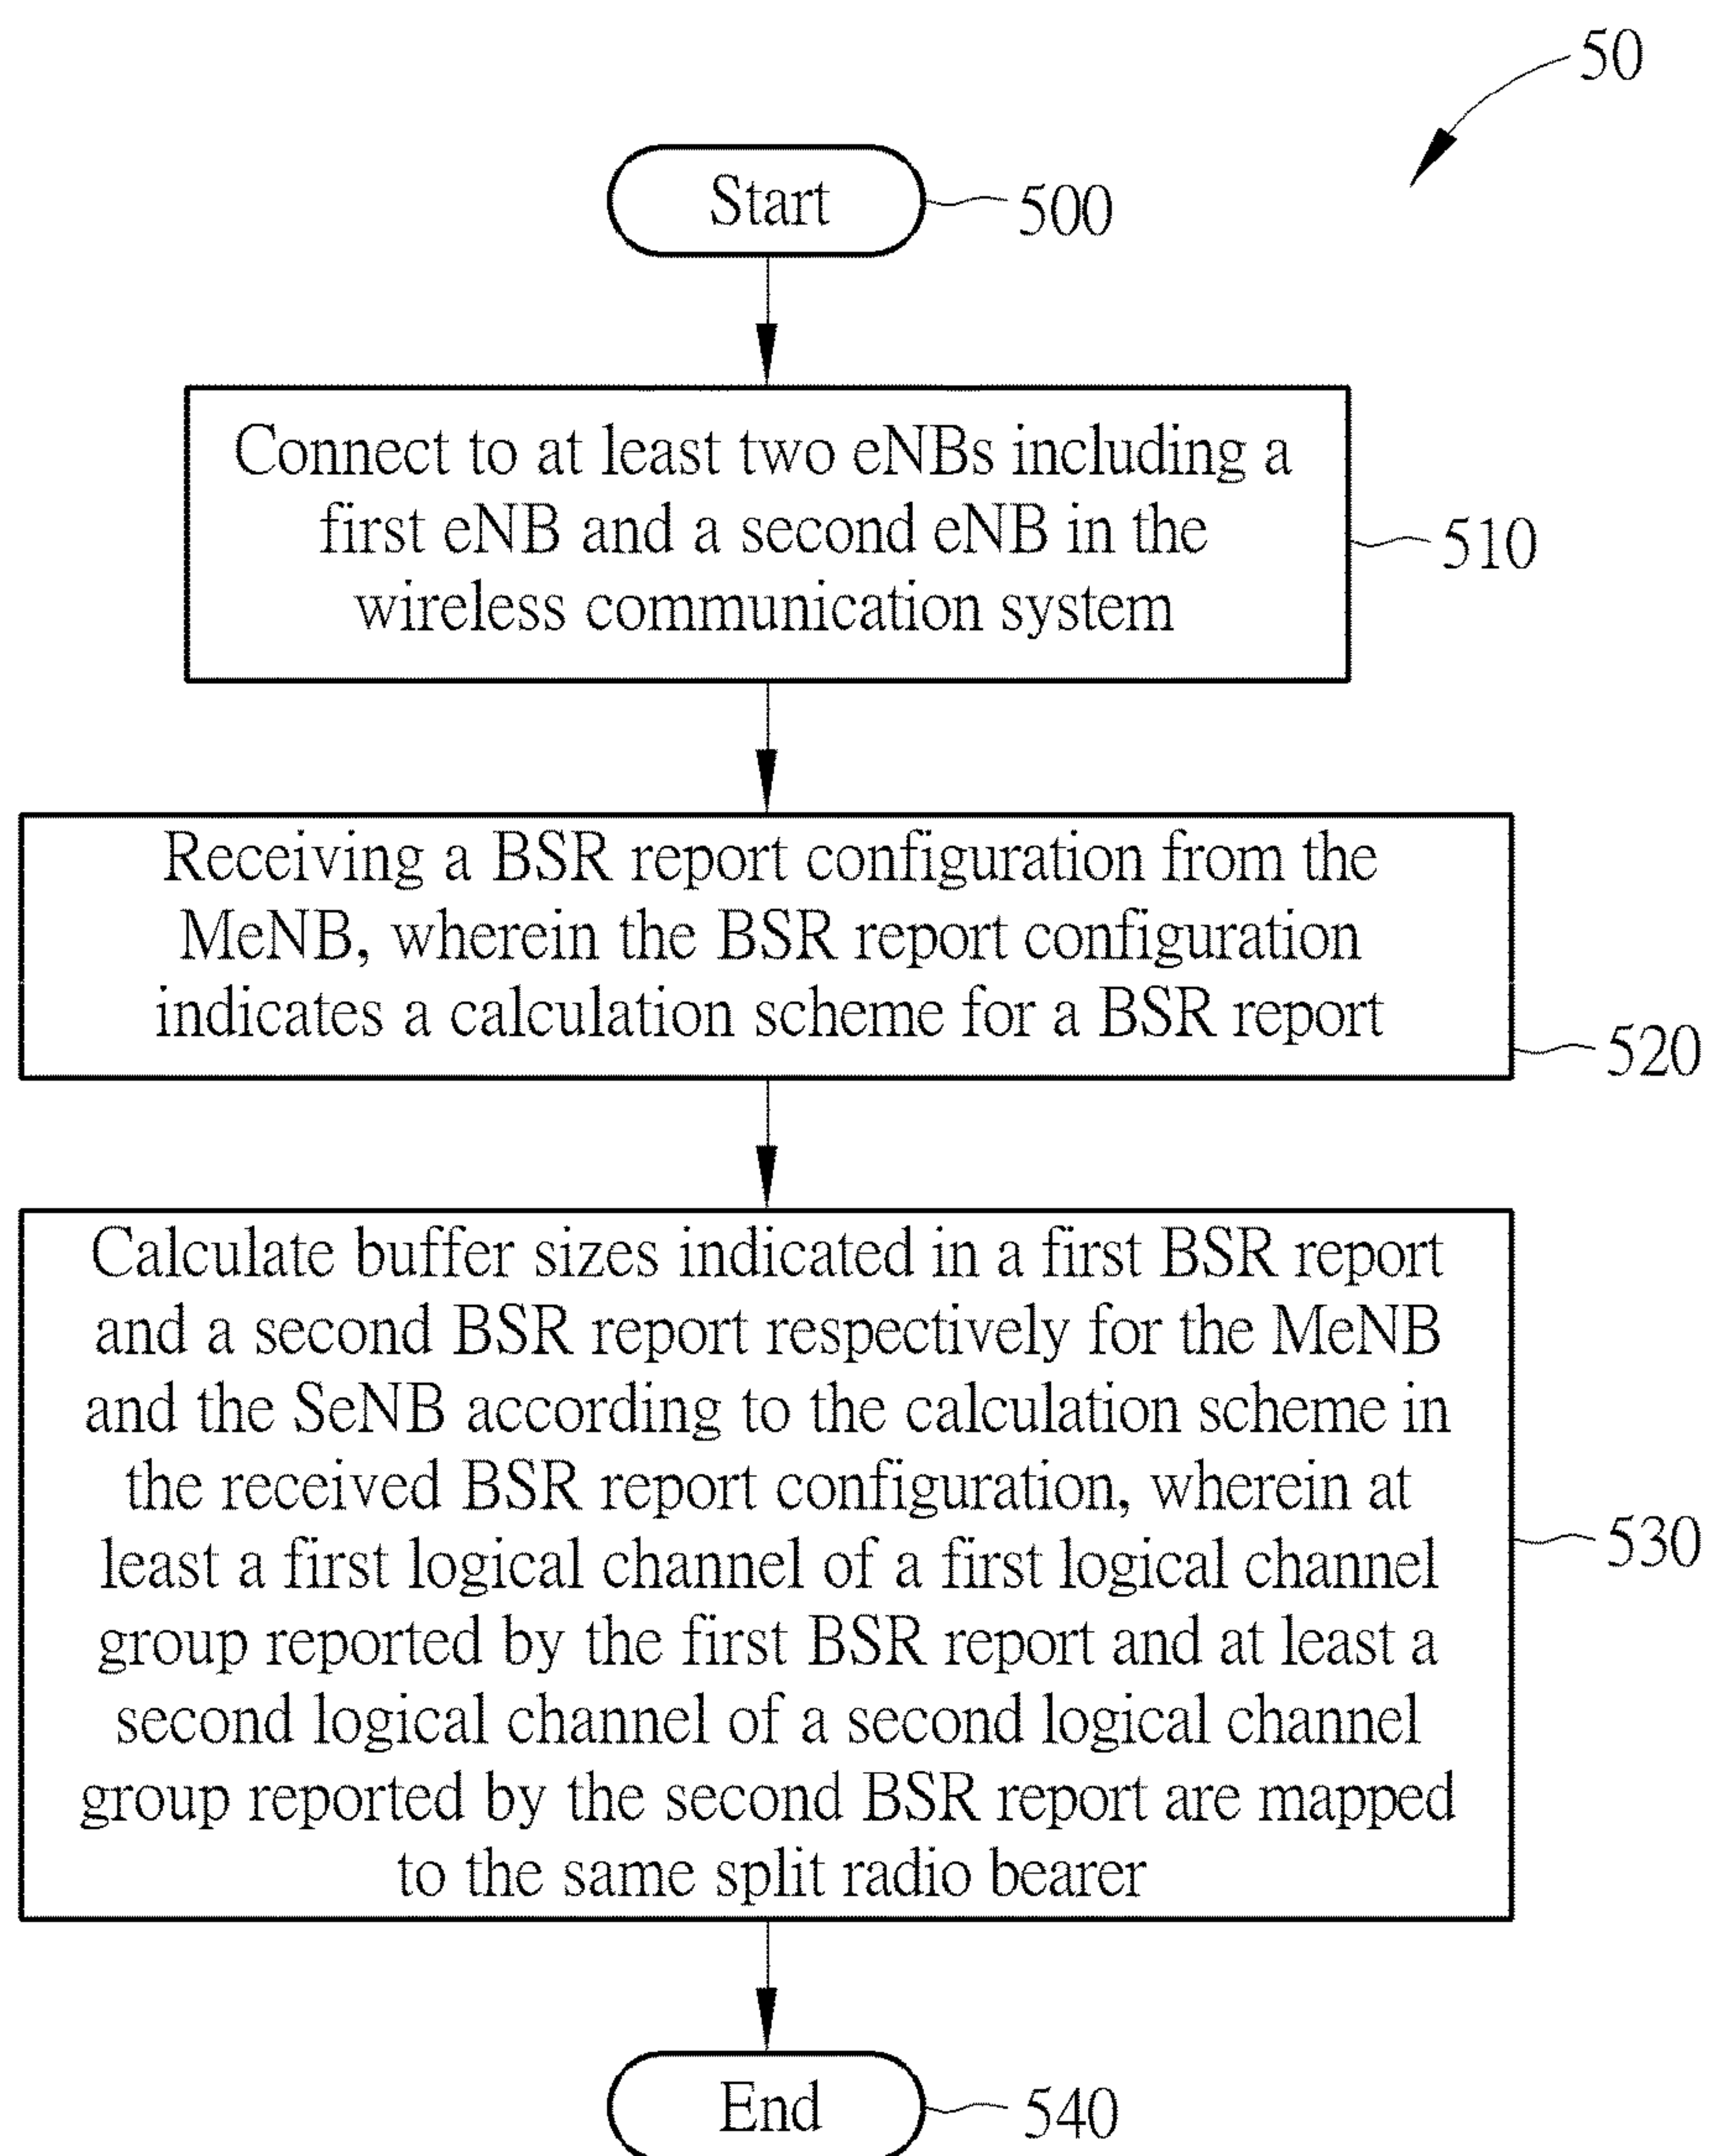 50
Start
500
Connect to at least two eNBs including a
first eNB and a second eNB in the
wireless communication system
510
Receiving a BSR report configuration from the
MeNB, wherein the BSR report configuration
indicates a calculation scheme for a BSR report
520
Calculate buffer sizes indicated in a first BSR report
and a second BSR report respectively for the MeNB
and the SeNB according to the calculation scheme in
the received BSR report configuration, wherein at
least a first logical channel of a first logical channel
group reported by the first BSR report and at least a
second logical channel of a second logical channel
group reported by the second BSR report are mapped
to the same split radio bearer
530
End
540